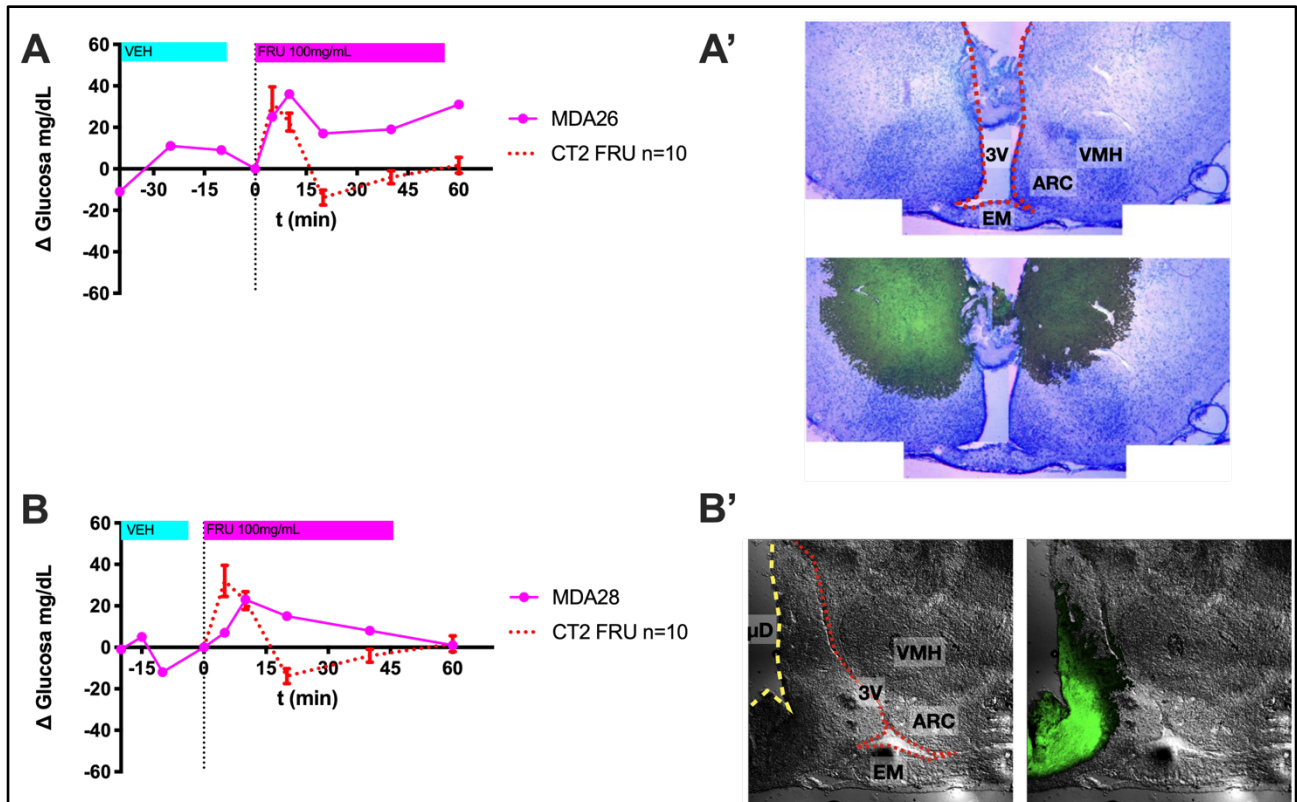 A
VEH
FRU 100mg/mL
60
40
20
0
-20
-40
-60
-30
-15
0
15
30
45
60
Δ Glucosa mg/dL
t (min)
MDA26
CT2 FRU n=10
A’
3V
VMH
ARC
EM
B
VEH
FRU 100mg/mL
60
40
20
0
-20
-40
-60
-15
0
15
30
45
60
Δ Glucosa mg/dL
t (min)
MDA28
CT2 FRU n=10
B’
µD
VMH
3V
ARC
EM